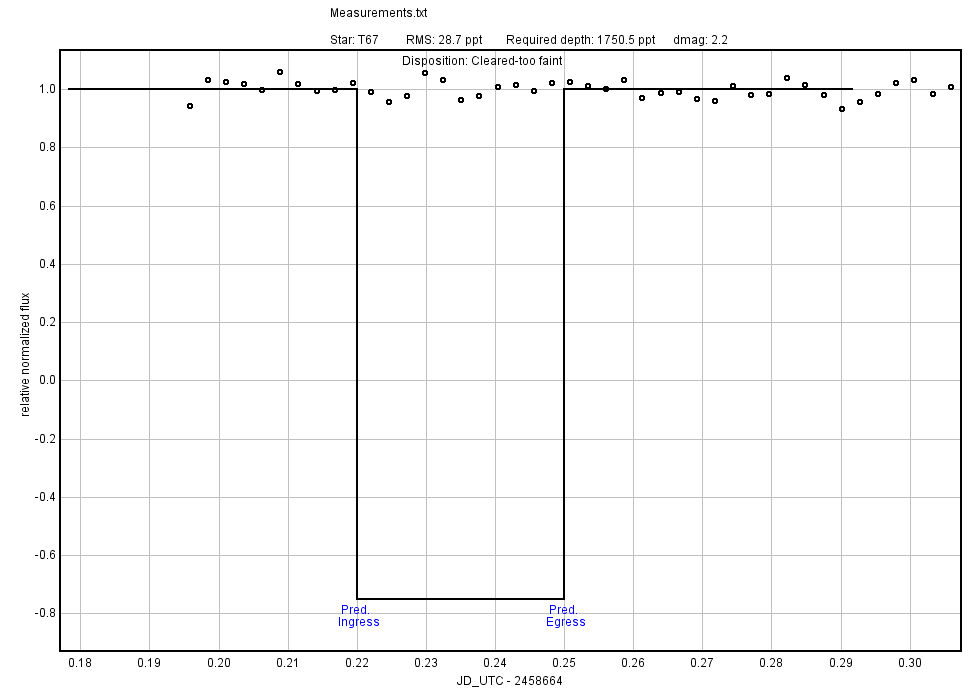 Measurements.txt
Star: T67 RMS: 28.7 ppt Required depth: 1750.5 ppt dmag: 2.2
Disposition: Cleared-too faint
1.0
0.8
0.6
0.4
0.2
0.0
-0.2
-0.4
-0.6
-0.8
relative normalized flux
Pred.
Ingress
Pred.
Egress
0.18 0.19 0.20 0.21 0.22 0.23 0.24 0.25 0.26 0.27 0.28 0.29 0.30
JD_UTC - 2458664